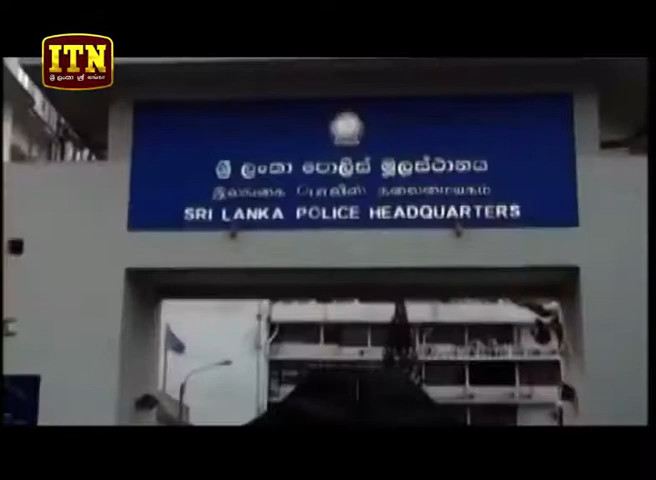 ITN
ශ්‍රී ලංකා පොලිස් මූලස්ථානය
இலங்கை பொலிஸ் தலைமையகம்
SRI LANKA POLICE HEADQUARTERS